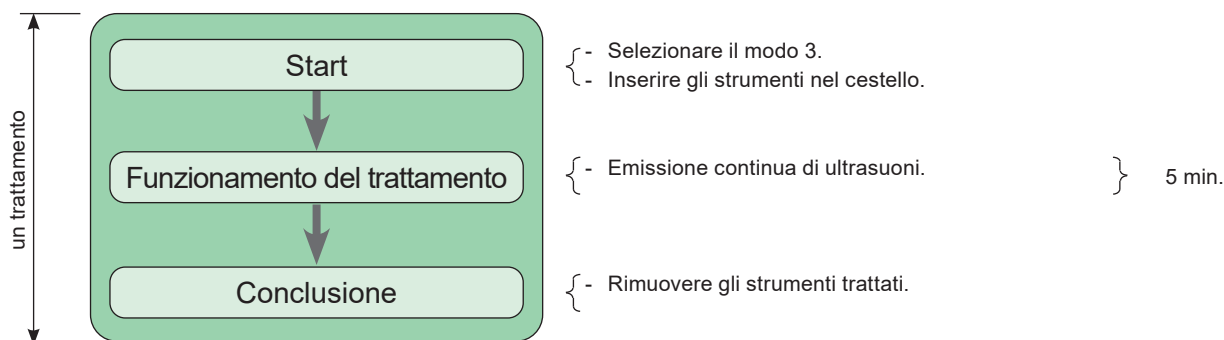 un trattamento
Start
- Selezionare il modo 3.
- Inserire gli strumenti nel cestello.
Funzionamento del trattamento
- Emissione continua di ultrasuoni.
5 min.
Conclusione
- Rimuovere gli strumenti trattati.